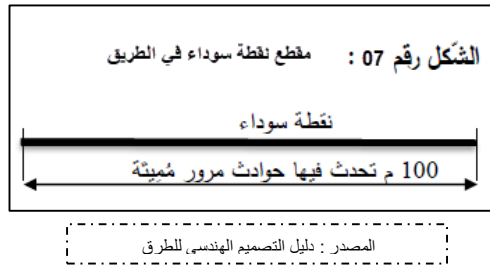 الشّكل رقم 07 : مقطع نقطة سوداء في الطريق
نقطة سوداء
100 م تحدث فيها حوادث مرور مُمِيتة
المصدر : دليل التصميم الهندسي للطرق